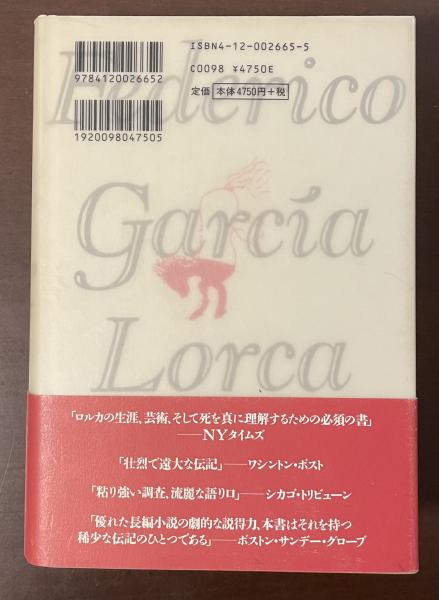 ISBN4-12-002665-5
C0098 ¥4750E
定価 本体4750円+税
9784120026652
1920098047505
Federico
García
Lorca
「ロルカの生涯、芸術、そして死を真に理解するための必須の書」
——NYタイムズ
「壮烈で遠大な伝記」——ワシントン・ポスト
「粘り強い調査、流麗な語り口」——シカゴ・トリビューン
「優れた長編小説の劇的な説得力、本書はそれを持つ
稀少な伝記のひとつである」——ボストン・サンデー・グローブ